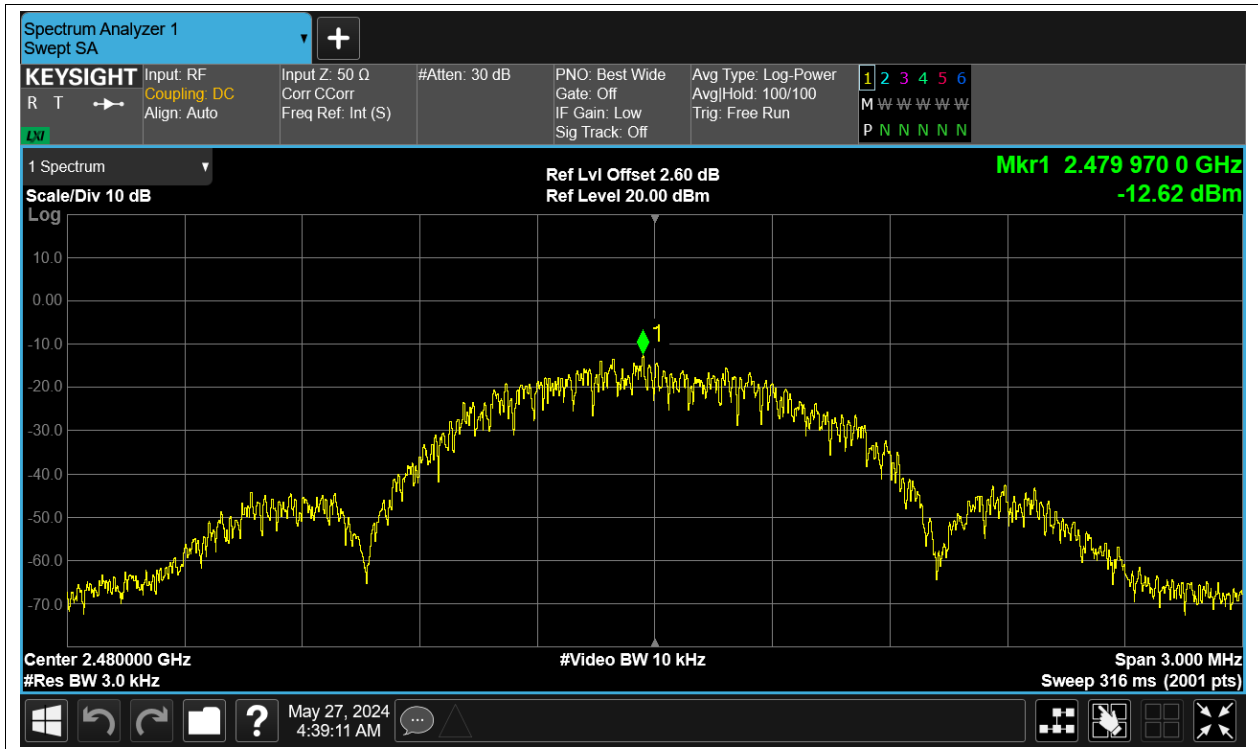 Spectrum Analyzer 1
Swept SA
KEYSIGHT
R T
LXI
Input: RF
Coupling: DC
Align: Auto
Input Z: 50 Ω
Corr CCorr
Freq Ref: Int (S)
#Atten: 30 dB
PNO: Best Wide
Gate: Off
IF Gain: Low
Sig Track: Off
Avg Type: Log-Power
Avg|Hold: 100/100
Trig: Free Run
1 2 3 4 5 6
M W W W W W
P N N N N N
1 Spectrum
Scale/Div 10 dB
Ref Lvl Offset 2.60 dB
Ref Level 20.00 dBm
Mkr1 2.479 970 0 GHz
-12.62 dBm
Log
10.0
0.00
-10.0
-20.0
-30.0
-40.0
-50.0
-60.0
-70.0
1
Center 2.480000 GHz
#Res BW 3.0 kHz
#Video BW 10 kHz
Span 3.000 MHz
Sweep 316 ms (2001 pts)
?
May 27, 2024
4:39:11 AM